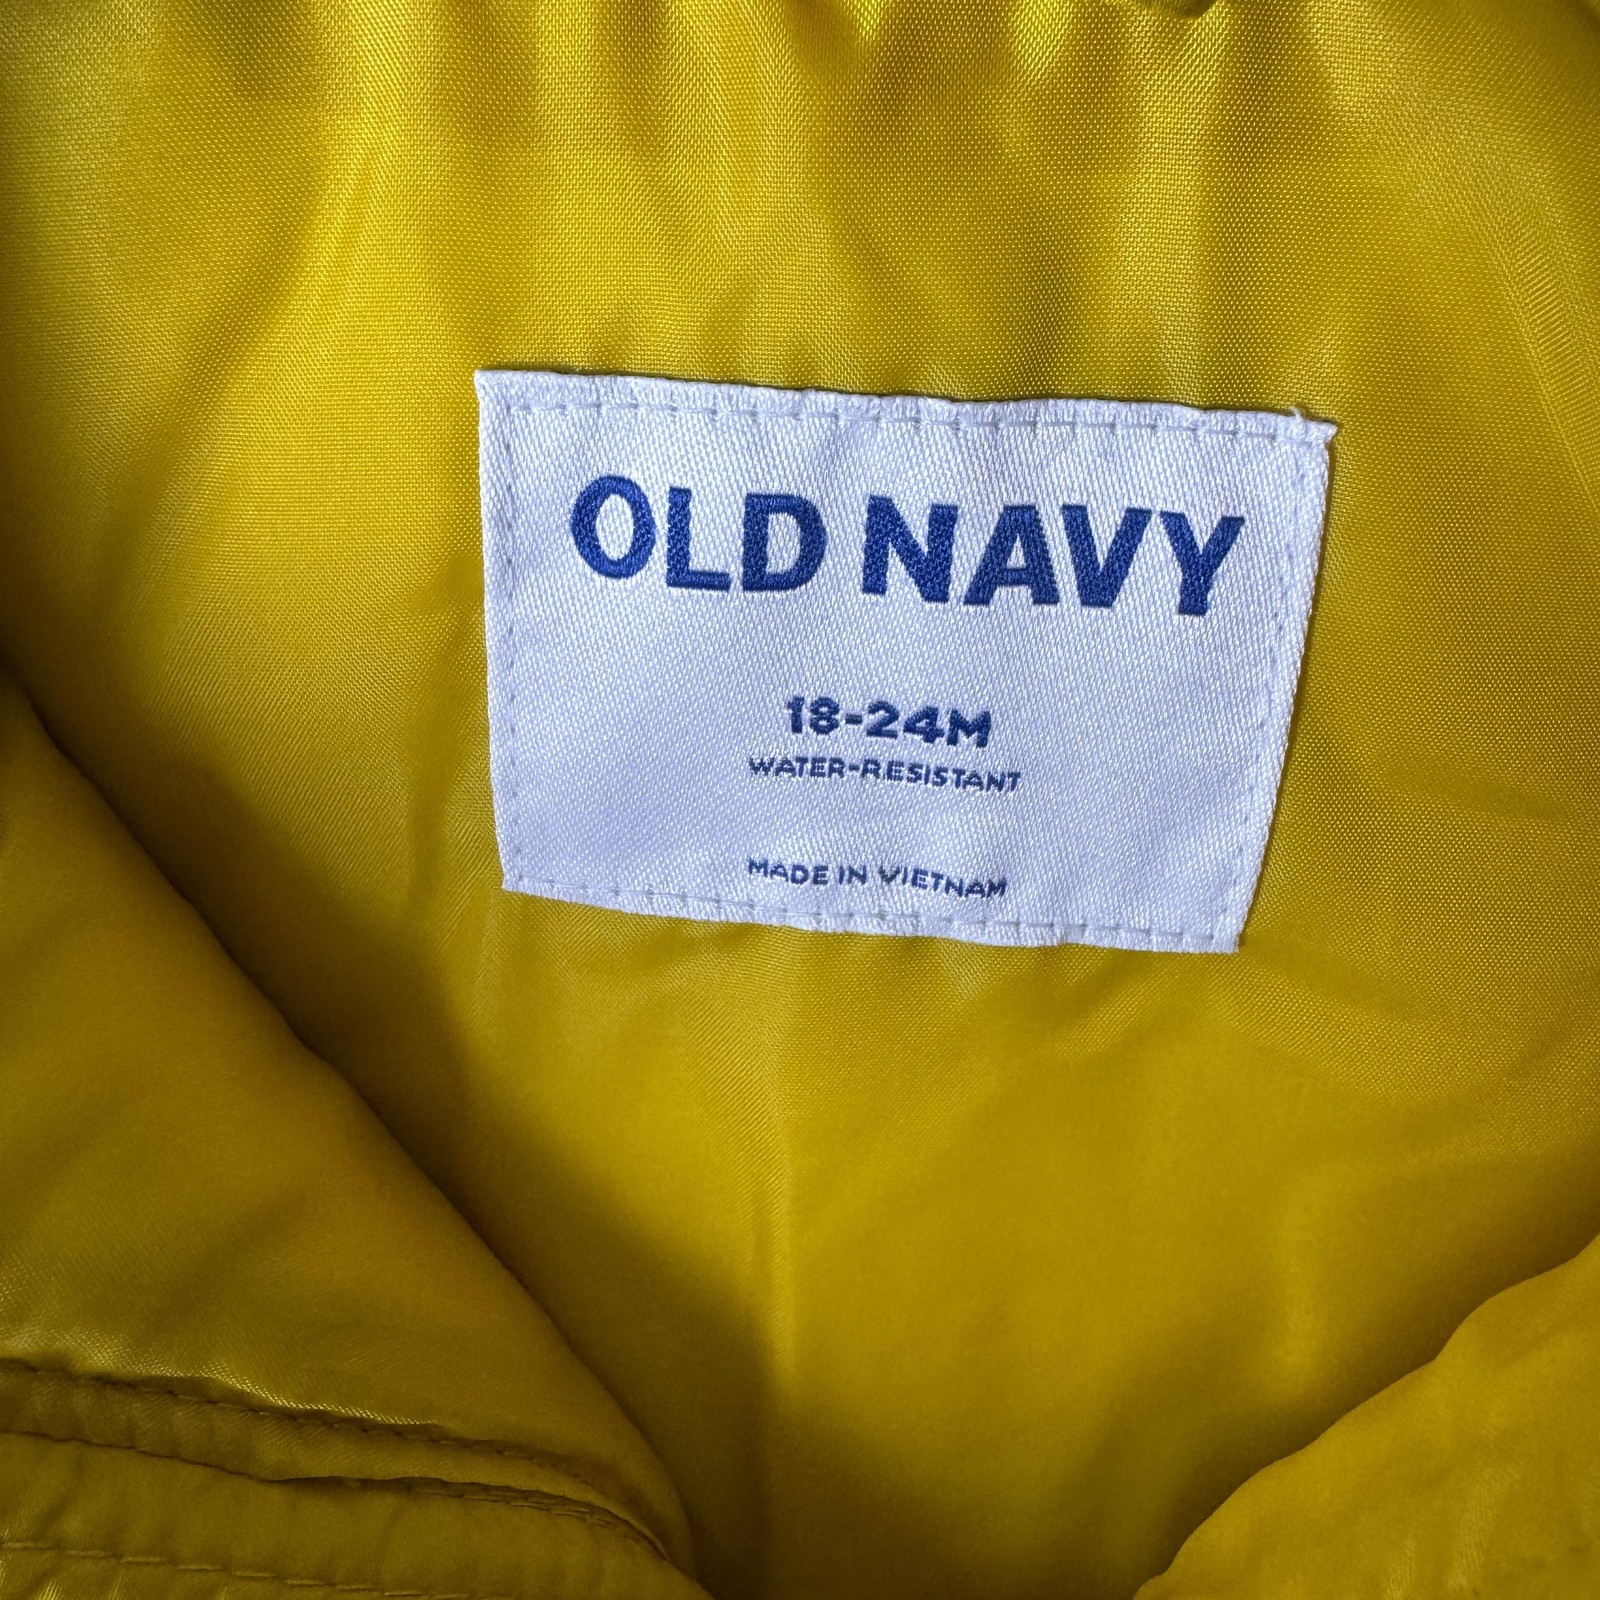 OLD NAVY
18-24M
WATER-RESISTANT
MADE IN VIETNAM